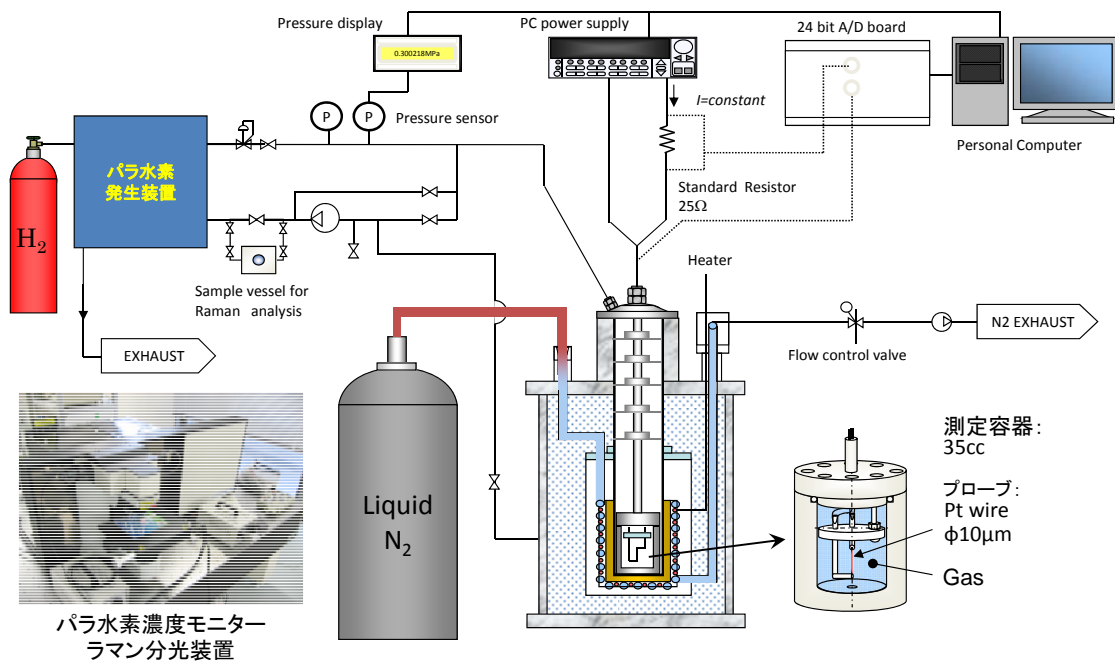 Pressure display
PC power supply
24 bit A/D board
0.300218MPa
I=constant
P
P
Pressure sensor
Personal Computer
パラ水素
発生装置
Standard Resistor
25Ω
H2
Heater
Sample vessel for
Raman analysis
N2 EXHAUST
EXHAUST
Flow control valve
測定容器:
35cc
プローブ:
Pt wire
φ10μm
Gas
Liquid
N2
パラ水素濃度モニター
ラマン分光装置